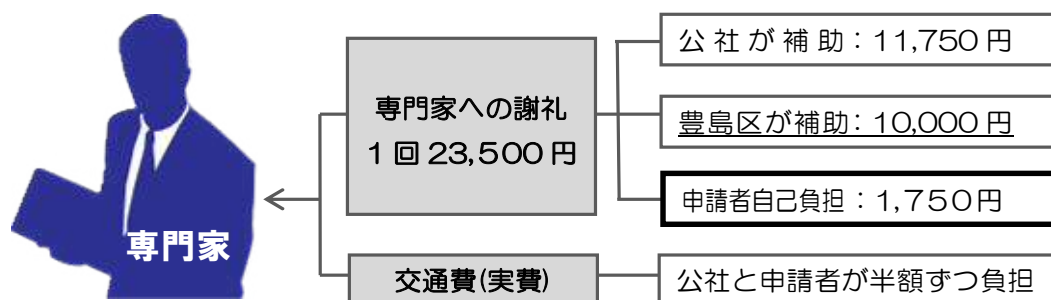 専門家
専門家への謝礼
1回23,500円
公社が補助：11,750円
豊島区が補助：10,000円
申請者自己負担：1,750円
交通費(実費)
公社と申請者が半額ずつ負担